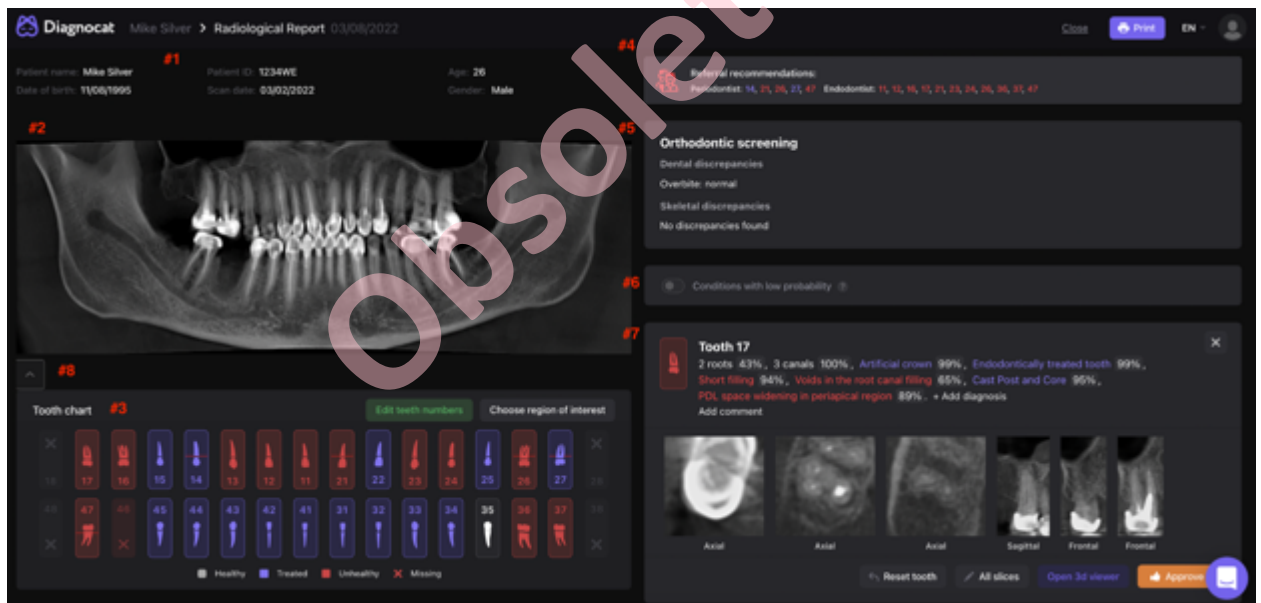 Diagnocat Mike Silver > Radiological Report 03/08/2022
Close Print EN
#1
Patient name: Mike Silver Patient ID: 1234WE Age: 26
Date of birth: 11/08/1995 Scan date: 03/02/2022 Gender: Male
#2
#8
Tooth chart #3 Edit teeth numbers Choose region of interest
18 17 16 15 14 13 12 11 21 22 23 24 25 26 27 28
48 47 46 45 44 43 42 41 31 32 33 34 35 36 37 38
Healthy Treated Unhealthy Missing
#4
Referral recommendations:
Periodontist: 14, 21, 26, 27, 47 Endodontist: 11, 12, 16, 17, 21, 23, 24, 26, 36, 37, 47
#5
Orthodontic screening
Dental discrepancies
Overbite: normal
Skeletal discrepancies
No discrepancies found
#6
Conditions with low probability ?
#7
Tooth 17
2 roots 43%, 3 canals 100%, Artificial crown 99%, Endodontically treated tooth 99%,
Short filling 94%, Voids in the root canal filling 65%, Cast Post and Core 95%,
PDL space widening in periapical region 89%. + Add diagnosis
Add comment
Axial Axial Axial Sagittal Frontal Frontal
Reset tooth All slices Open 3d viewer Approve
Obsolet